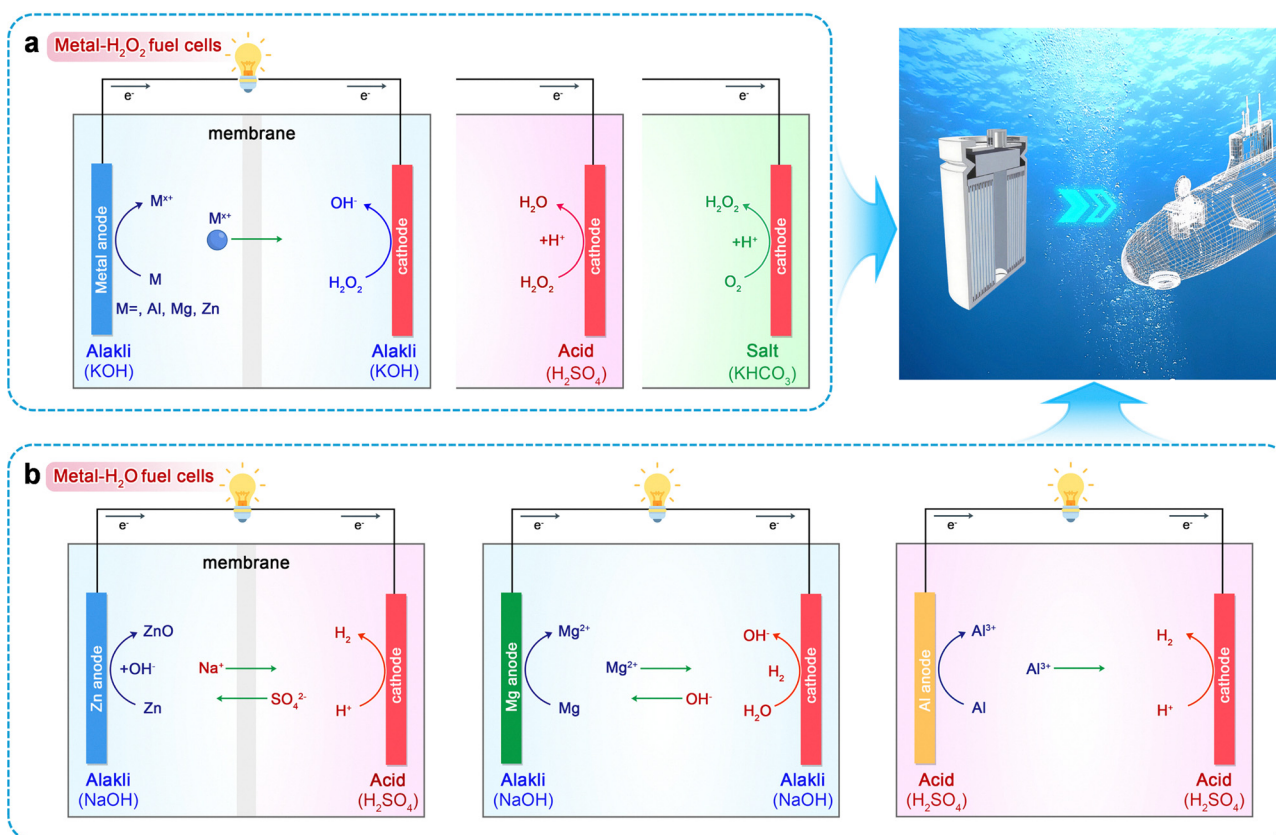 a Metal-H₂O₂ fuel cells
e⁻ e⁻ e⁻ e⁻
membrane
Metal anode
Mˣ⁺
M
M=, Al, Mg, Zn
Mˣ⁺
OH⁻
H₂O₂
cathode
Alakli
(KOH)
Alakli
(KOH)
H₂O
+H⁺
H₂O₂
cathode
Acid
(H₂SO₄)
H₂O₂
+H⁺
O₂
cathode
Salt
(KHCO₃)
b Metal-H₂O fuel cells
e⁻ e⁻ e⁻ e⁻ e⁻ e⁻
membrane
Zn anode
ZnO
+OH⁻
Zn
Na⁺
SO₄²⁻
H₂
H⁺
cathode
Alakli
(NaOH)
Acid
(H₂SO₄)
Mg anode
Mg²⁺
Mg
Mg²⁺
OH⁻
OH⁻
H₂
H₂O
cathode
Alakli
(NaOH)
Alakli
(NaOH)
Al anode
Al³⁺
Al
Al³⁺
H₂
H⁺
cathode
Acid
(H₂SO₄)
Acid
(H₂SO₄)